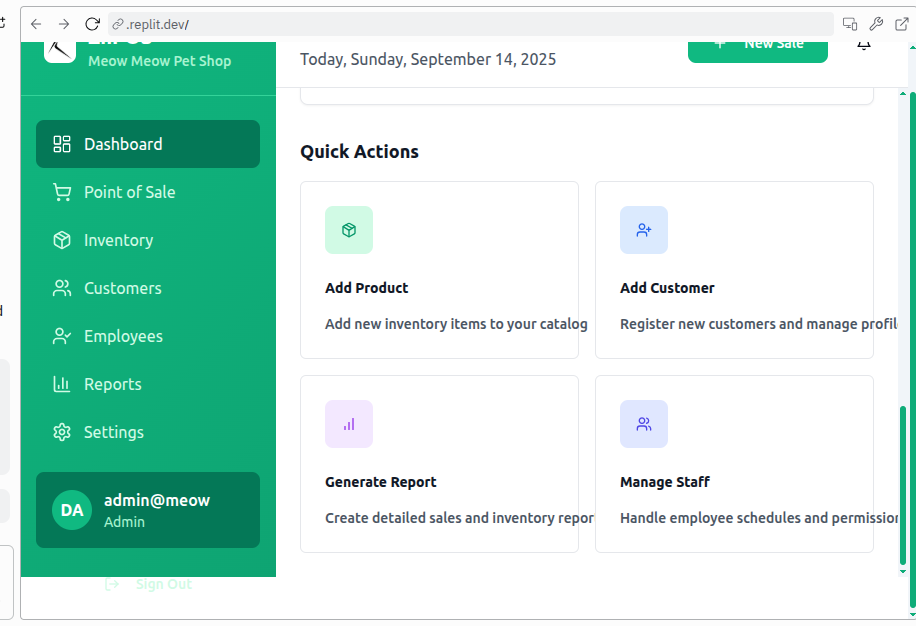 .replit.dev/
Meow Meow Pet Shop
Today, Sunday, September 14, 2025
New Sale
Dashboard
Point of Sale
Inventory
Customers
Employees
Reports
Settings
DA
admin@meow
Admin
Sign Out
Quick Actions
Add Product
Add new inventory items to your catalog
Add Customer
Register new customers and manage profil
Generate Report
Create detailed sales and inventory repor
Manage Staff
Handle employee schedules and permission